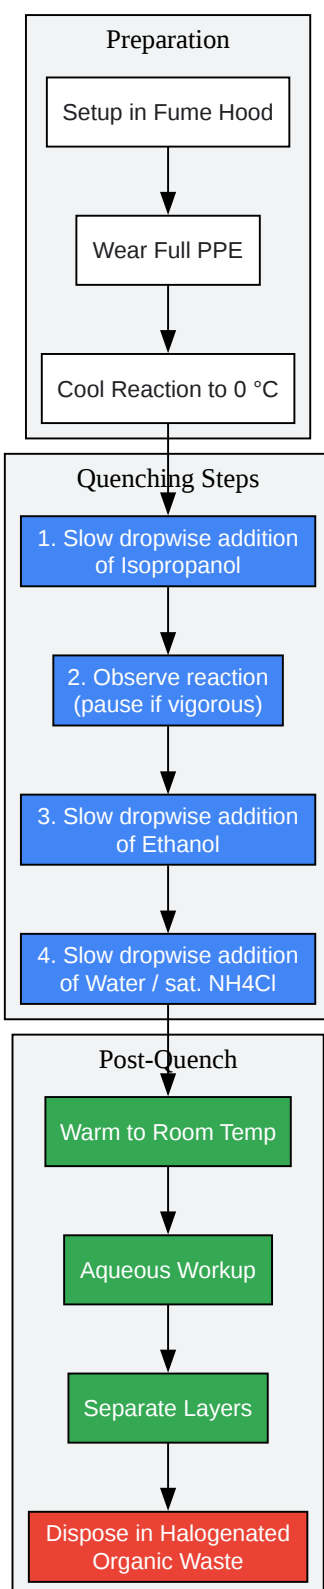 Preparation
Setup in Fume Hood
Wear Full PPE
Cool Reaction to 0 °C
Quenching Steps
1. Slow dropwise addition
of Isopropanol
2. Observe reaction
(pause if vigorous)
3. Slow dropwise addition
of Ethanol
4. Slow dropwise addition
of Water / sat. NH4Cl
Post-Quench
Warm to Room Temp
Aqueous Workup
Separate Layers
Dispose in Halogenated
Organic Waste